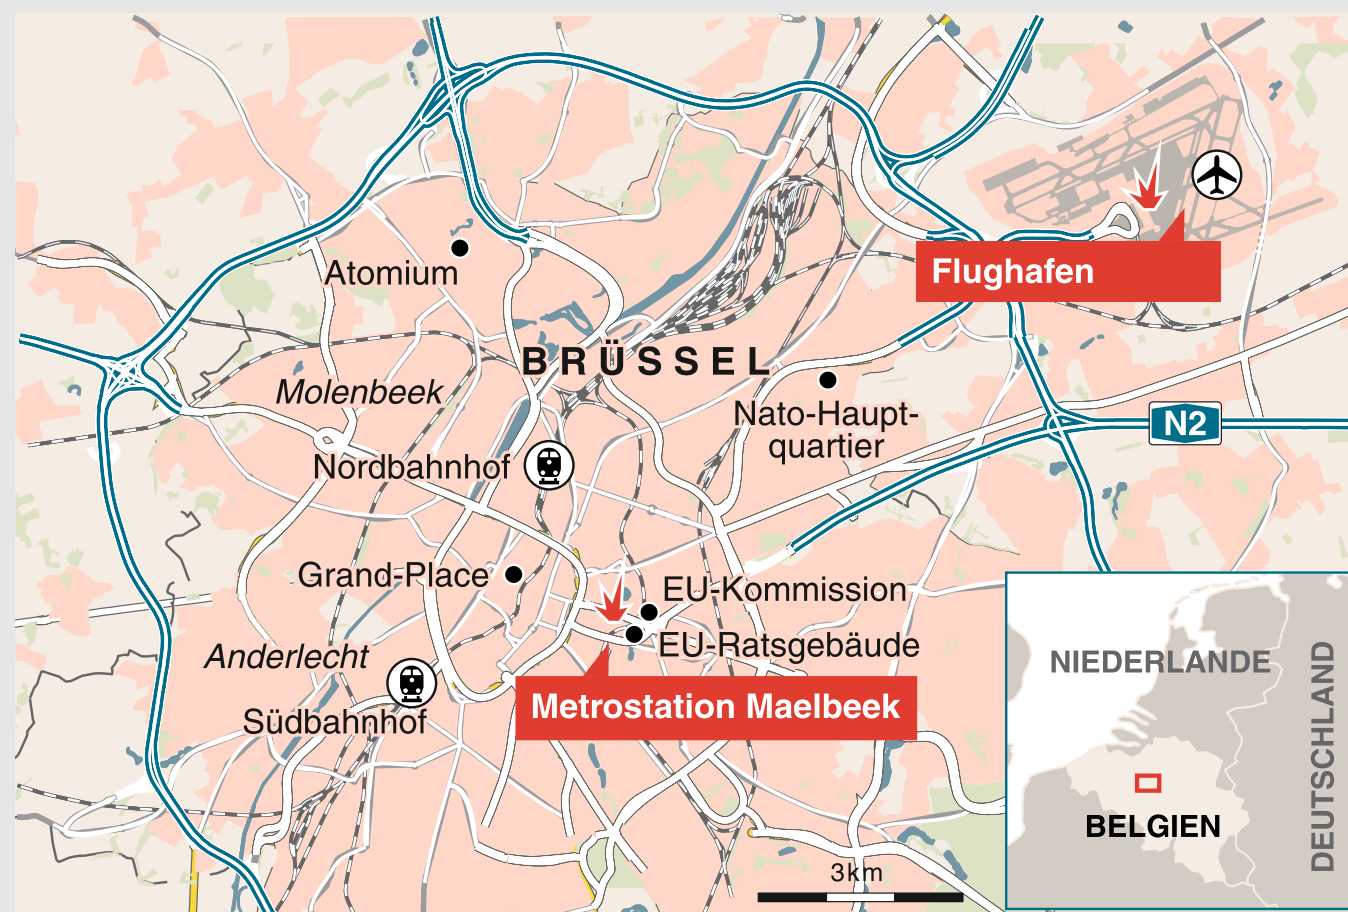 Flughafen
Atomium
BRÜSSEL
Molenbeek
Nato-Haupt-
quartier
N2
Nordbahnhof
Grand-Place
EU-Kommission
EU-Ratsgebäude
Anderlecht
Südbahnhof
Metrostation Maelbeek
NIEDERLANDE
DEUTSCHLAND
BELGIEN
3km